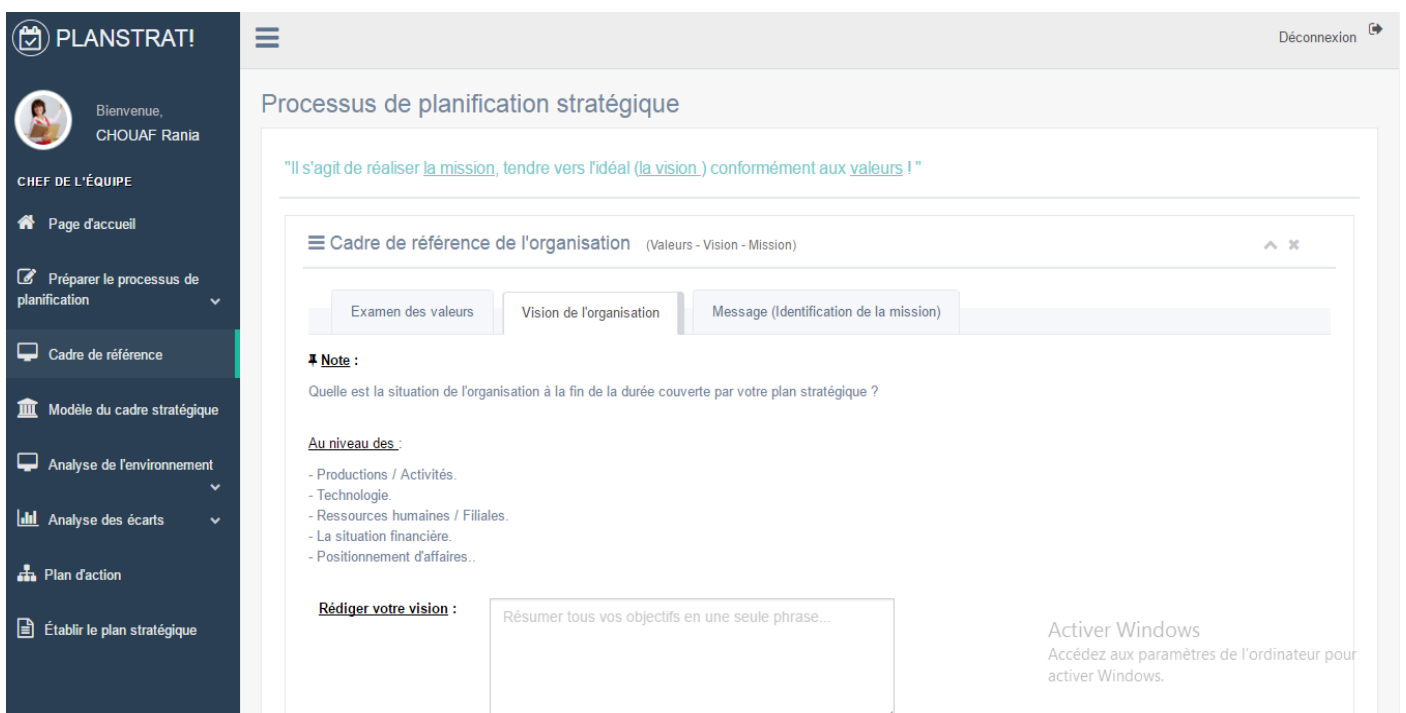 PLANSTRAT!
Déconnexion
Bienvenue,
CHOUAF Rania
CHEF DE L'ÉQUIPE
Page d'accueil
Préparer le processus de
planification
Cadre de référence
Modèle du cadre stratégique
Analyse de l'environnement
Analyse des écarts
Plan d'action
Établir le plan stratégique
Processus de planification stratégique
"Il s'agit de réaliser la mission, tendre vers l'idéal (la vision ) conformément aux valeurs ! "
Cadre de référence de l'organisation (Valeurs - Vision - Mission)
Examen des valeurs
Vision de l'organisation
Message (Identification de la mission)
Note :
Quelle est la situation de l'organisation à la fin de la durée couverte par votre plan stratégique ?
Au niveau des :
- Productions / Activités.
- Technologie.
- Ressources humaines / Filiales.
- La situation financière.
- Positionnement d'affaires..
Rédiger votre vision :
Résumer tous vos objectifs en une seule phrase...
Activer Windows
Accédez aux paramètres de l'ordinateur pour
activer Windows.